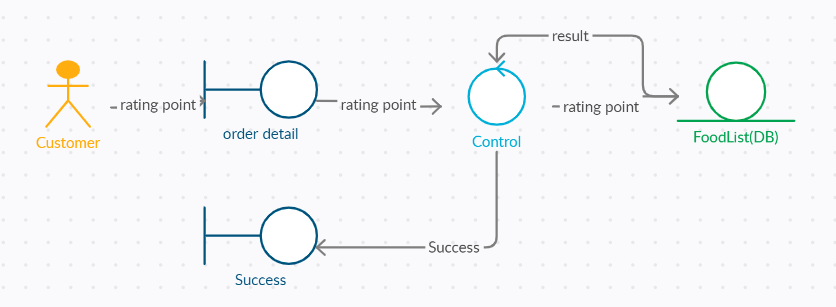 result
rating point
rating point
rating point
order detail
Customer
Control
FoodList(DB)
Success
Success